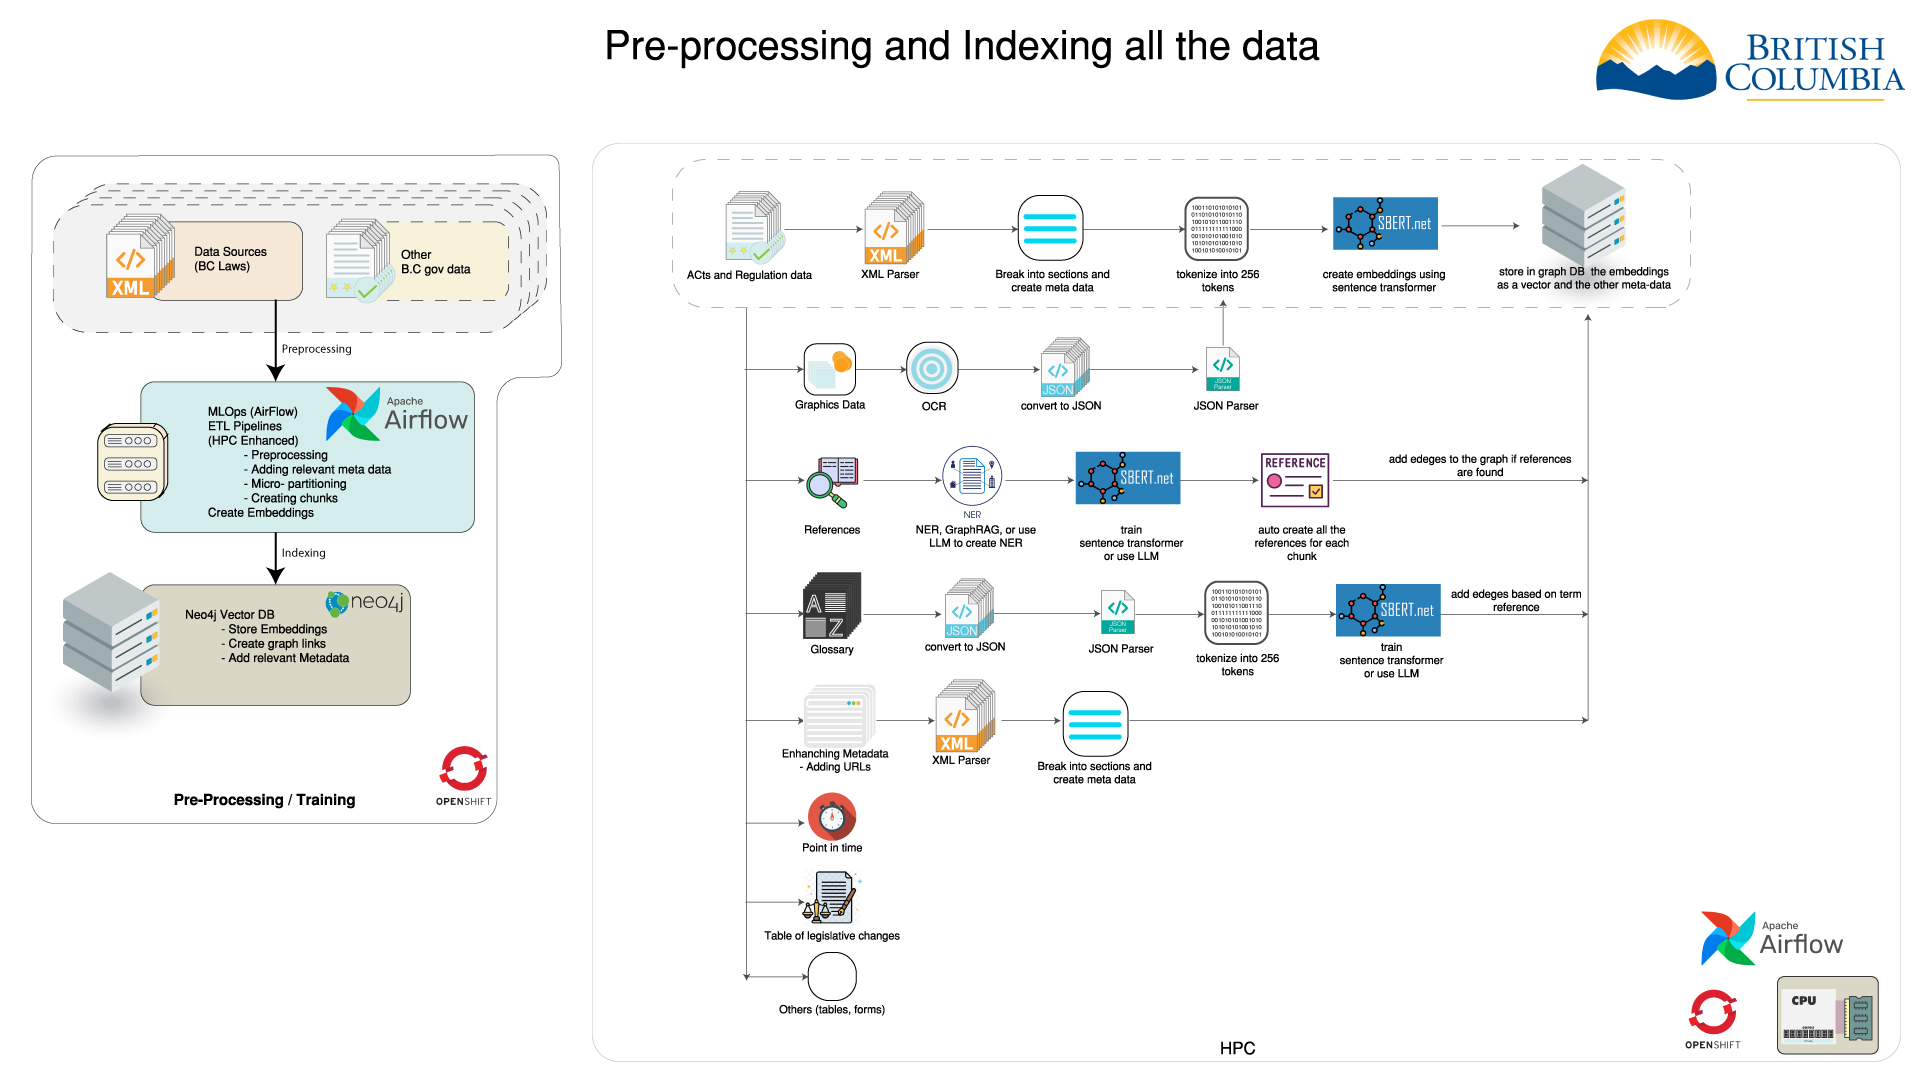 Pre-processing and Indexing all the data
BRITISH
COLUMBIA
XML
Data Sources
(BC Laws)
Other
B.C gov data
Preprocessing
MLOps (AirFlow)
ETL Pipelines
(HPC Enhanced)
- Preprocessing
- Adding relevant meta data
- Micro- partitioning
- Creating chunks
Create Embeddings
Apache
Airflow
Indexing
Neo4j Vector DB
- Store Embeddings
- Create graph links
- Add relevant Metadata
neo4j
Pre-Processing / Training
OPENSHIFT
ACts and Regulation data
XML
XML Parser
Break into sections and
create meta data
tokenize into 256
tokens
SBERT.net
create embeddings using
sentence transformer
store in graph DB the embeddings
as a vector and the other meta-data
Graphics Data
OCR
JSON
convert to JSON
JSON
Parser
JSON Parser
References
NER
NER, GraphRAG, or use
LLM to create NER
SBERT.net
train
sentence transformer
or use LLM
REFERENCE
auto create all the
references for each
chunk
add edeges to the graph if references
are found
A
Z
Glossary
JSON
convert to JSON
JSON
Parser
JSON Parser
tokenize into 256
tokens
SBERT.net
train
sentence transformer
or use LLM
add edeges based on term
reference
Enhanching Metadata
- Adding URLs
XML
XML Parser
Break into sections and
create meta data
Point in time
Table of legislative changes
Others (tables, forms)
HPC
Apache
Airflow
OPENSHIFT
CPU